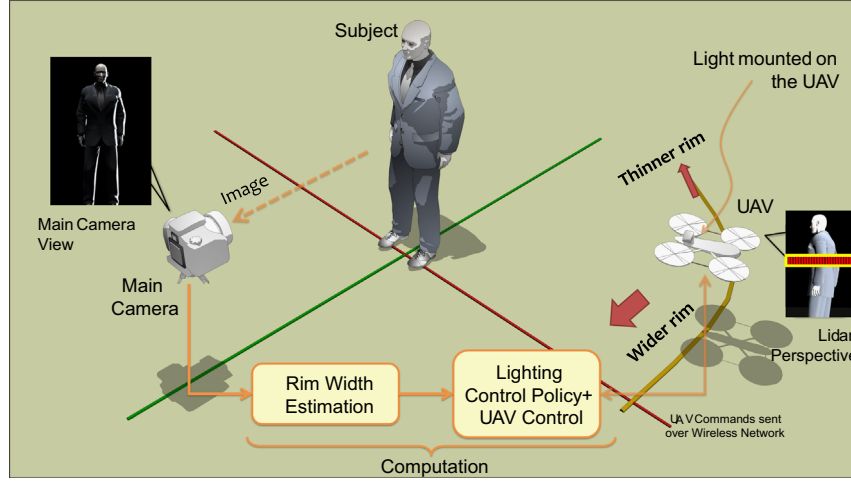 Subject
Light mounted on
the UAV
Thinner rim
Image
UAV
Main Camera
View
Main
Camera
Wider rim
Lidar
Perspective
Rim Width
Estimation
Lighting
Control Policy+
UAV Control
UAV Commands sent
over Wireless Network
Computation